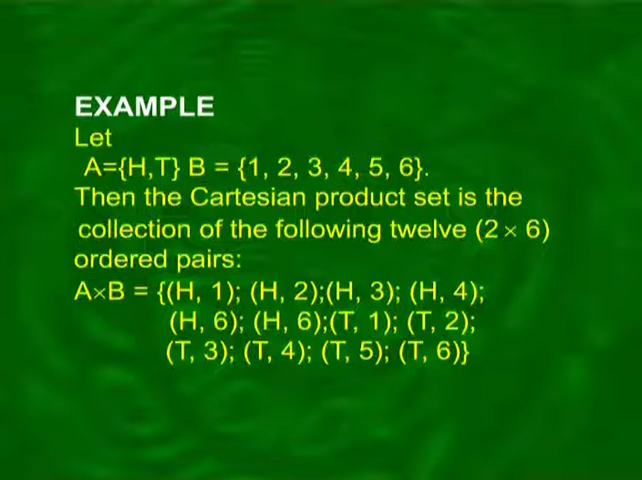 EXAMPLE
Let
A={H,T} B = {1, 2, 3, 4, 5, 6}.
Then the Cartesian product set is the
collection of the following twelve (2 × 6)
ordered pairs:
A×B = {(H, 1); (H, 2);(H, 3); (H, 4);
(H, 6); (H, 6);(T, 1); (T, 2);
(T, 3); (T, 4); (T, 5); (T, 6)}